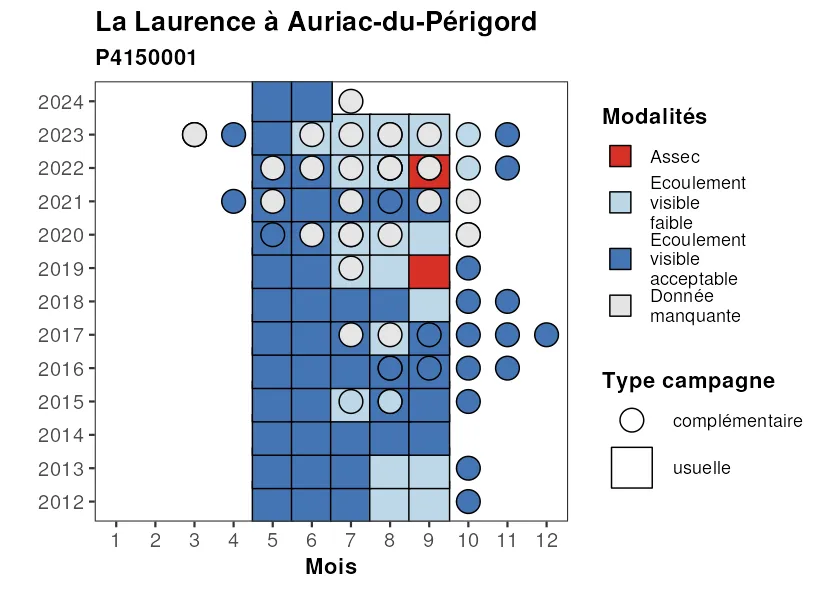 La Laurence à Auriac-du-Périgord
P4150001
2024
2023
2022
2021
2020
2019
2018
2017
2016
2015
2014
2013
2012
1 2 3 4 5 6 7 8 9 10 11 12
Mois
Modalités
Assec
Ecoulement
visible
faible
Ecoulement
visible
acceptable
Donnée
manquante
Type campagne
complémentaire
usuelle